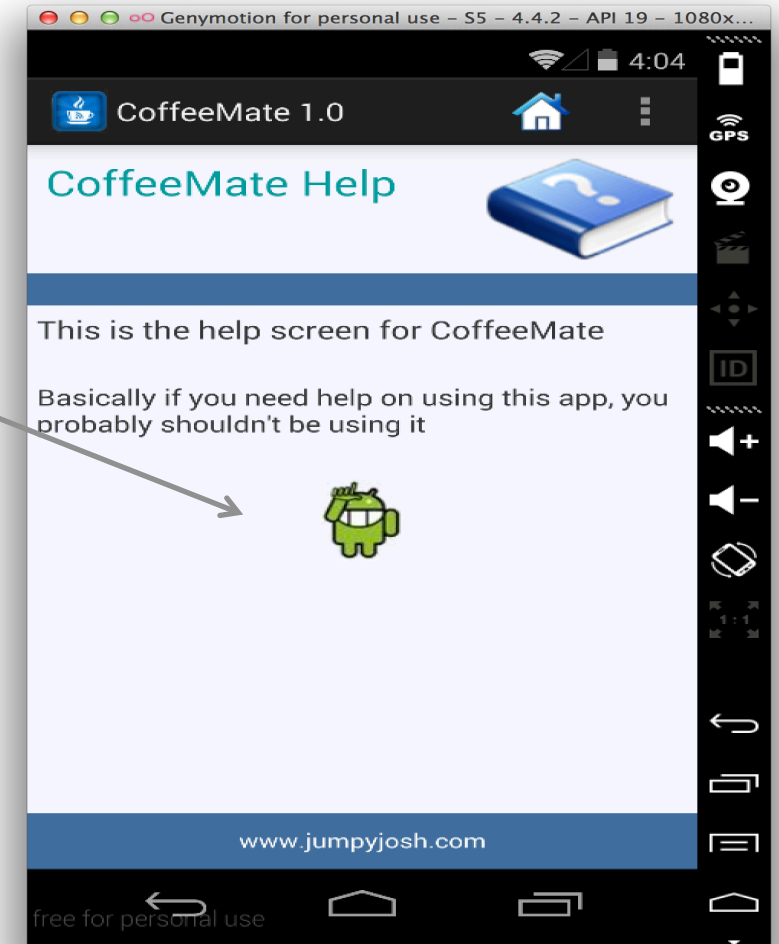 Genymotion for personal use – S5 – 4.4.2 – API 19 – 1080x...
4:04
CoffeeMate 1.0
GPS
CoffeeMate Help
This is the help screen for CoffeeMate
ID
Basically if you need help on using this app, you
probably shouldn't be using it
+
–
1:1
www.jumpyjosh.com
free for personal use